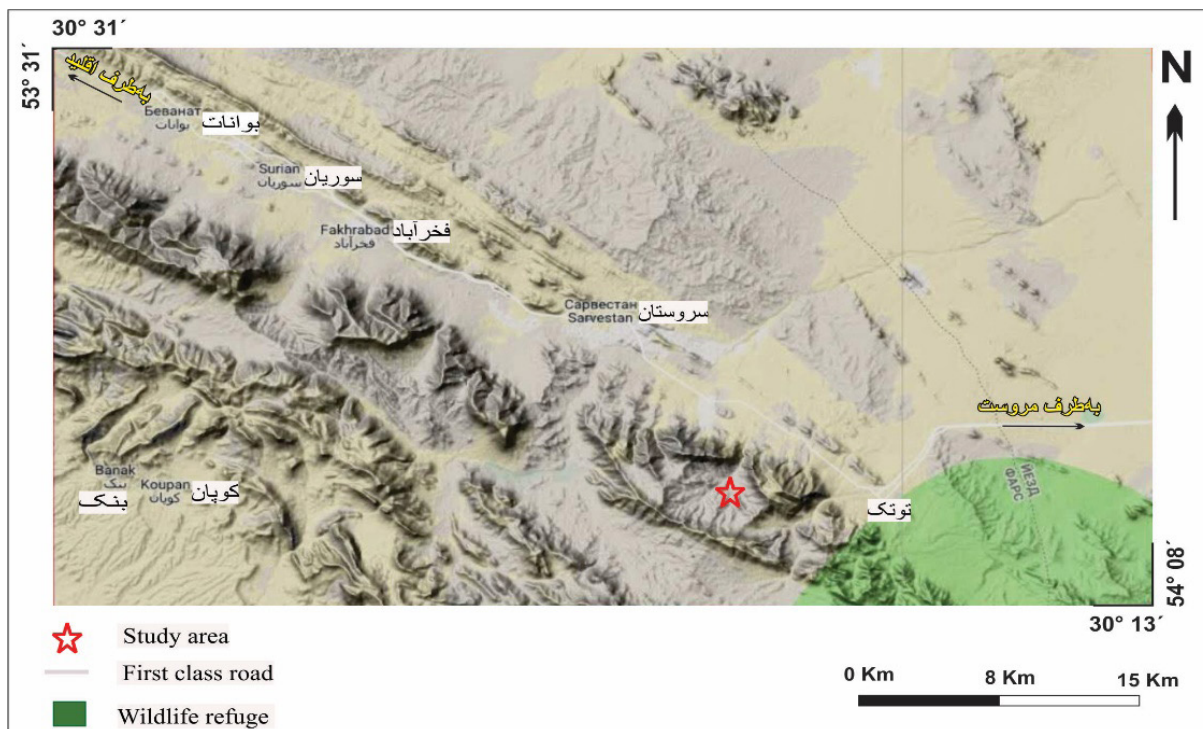 30° 31´
53° 31´
N
به‌طرف اقلید
Беванат
بوانات
بوانات
Surian
سوریان
سوریان
Fakhrabad
فخرآباد
فخرآباد
Сарвестан
Sarvestan
سروستان
به‌طرف مروست
Banak
بنک
بنک
Koupan
کوپان
کوپان
توتک
ЙЕЗД
ФАРС
54° 08´
30° 13´
Study area
First class road
Wildlife refuge
0 Km
8 Km
15 Km